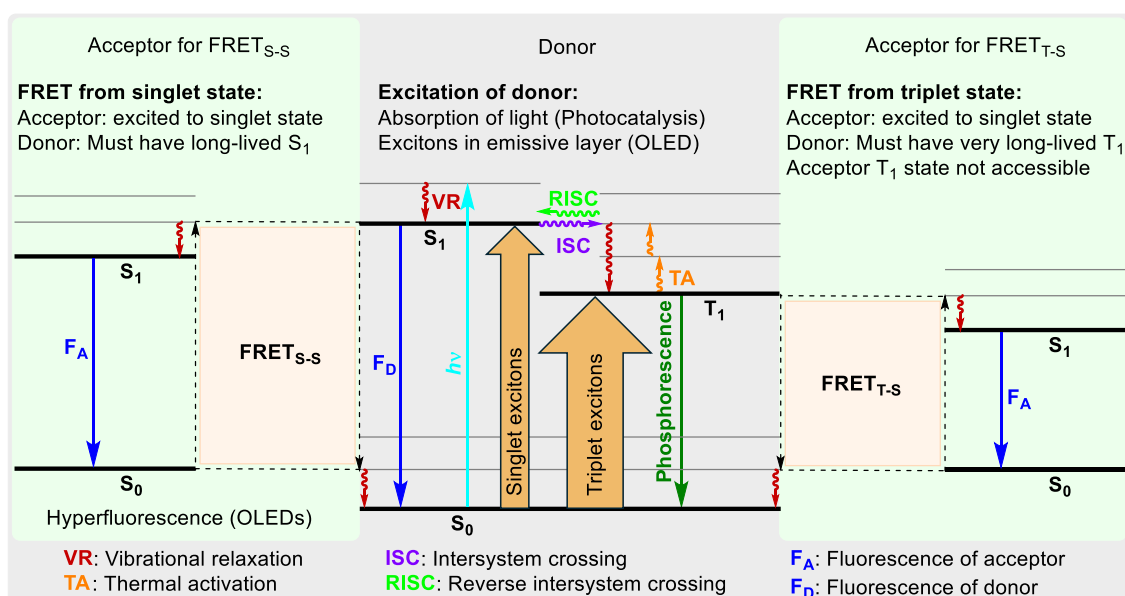 Acceptor for FRETS-S
Donor
Acceptor for FRETT-S
FRET from singlet state:
Acceptor: excited to singlet state
Donor: Must have long-lived S1
Excitation of donor:
Absorption of light (Photocatalysis)
Excitons in emissive layer (OLED)
FRET from triplet state:
Acceptor: excited to singlet state
Donor: Must have very long-lived T1
Acceptor T1 state not accessible
VR
RISC
S1
ISC
S1
TA
T1
FA
FRETS-S
FD
hν
Singlet excitons
Triplet excitons
Phosphorescence
FRETT-S
S1
FA
S0
S0
S0
Hyperfluorescence (OLEDs)
VR: Vibrational relaxation
TA: Thermal activation
ISC: Intersystem crossing
RISC: Reverse intersystem crossing
FA: Fluorescence of acceptor
FD: Fluorescence of donor